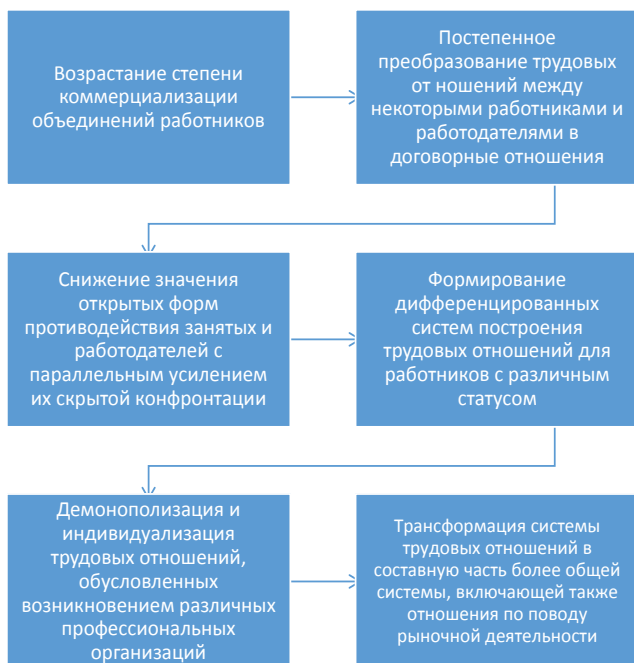 Возрастание степени
коммерциализации
объединений работников
Постепенное
преобразование трудовых
от ношений между
некоторыми работниками и
работодателями в
договорные отношения
Снижение значения
открытых форм
противодействия занятых и
работодателей с
параллельным усилением
их скрытой конфронтации
Формирование
дифференцированных
систем построения
трудовых отношений для
работников с различным
статусом
Демонополизация и
индивидуализация
трудовых отношений,
обусловленных
возникновением различных
профессиональных
организаций
Трансформация системы
трудовых отношений в
составную часть более общей
системы, включающей также
отношения по поводу
рыночной деятельности